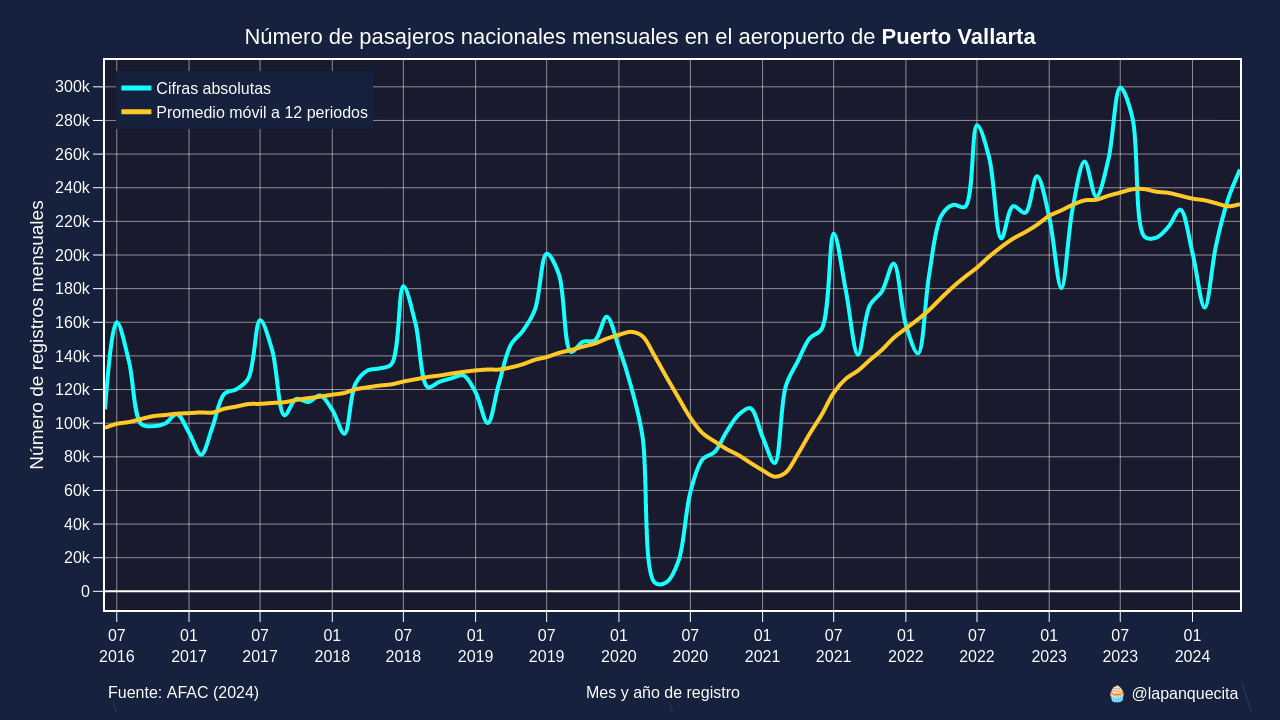 Número de pasajeros nacionales mensuales en el aeropuerto de Puerto Vallarta
Cifras absolutas
Promedio móvil a 12 periodos
Número de registros mensuales
300k
280k
260k
240k
220k
200k
180k
160k
140k
120k
100k
80k
60k
40k
20k
0
07 01 07 01 07 01 07 01 07 01 07 01 07 01 07 01
2016 2017 2017 2018 2018 2019 2019 2020 2020 2021 2021 2022 2022 2023 2023 2024
Fuente: AFAC (2024)
Mes y año de registro
🧁 @lapanquecita